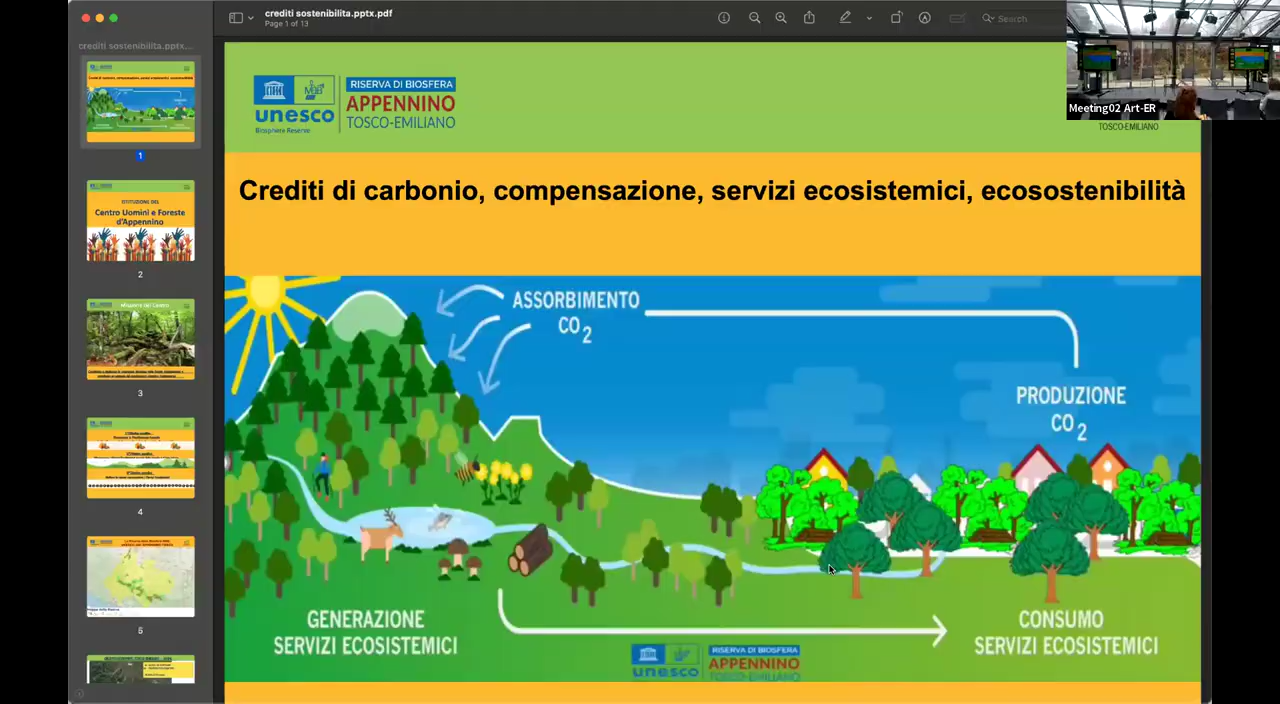 crediti sostenibilita.pptx.pdf
Page 1 of 13
Search
crediti sostenibilita.pptx...
1
ISTITUZIONE DEL
Centro Uomini e Foreste
d'Appennino
2
3
4
5
unesco
Biosphere Reserve
MaB
RISERVA DI BIOSFERA
APPENNINO
TOSCO-EMILIANO
Meeting02 Art-ER
TOSCO-EMILIANO
Crediti di carbonio, compensazione, servizi ecosistemici, ecosostenibilità
ASSORBIMENTO
CO2
PRODUZIONE
CO2
GENERAZIONE
SERVIZI ECOSISTEMICI
CONSUMO
SERVIZI ECOSISTEMICI
unesco
RISERVA DI BIOSFERA
APPENNINO
TOSCO-EMILIANO